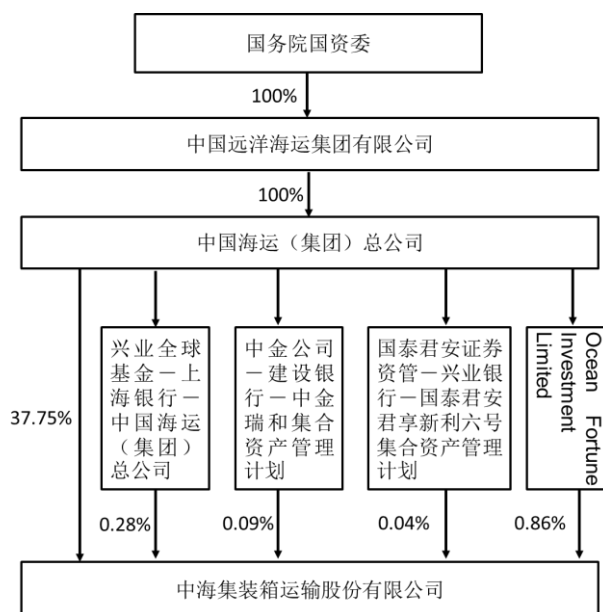 国务院国资委
100%
中国远洋海运集团有限公司
100%
中国海运（集团）总公司
37.75%
兴业全球
基金－上
海银行－
中国海运
（集团）
总公司
中金公司
－建设银
行－中金
瑞和集合
资产管理
计划
国泰君安证券
资管－兴业银
行－国泰君安
君享新利六号
集合资产管理
计划
Ocean Fortune
Investment
Limited
0.28%
0.09%
0.04%
0.86%
中海集装箱运输股份有限公司